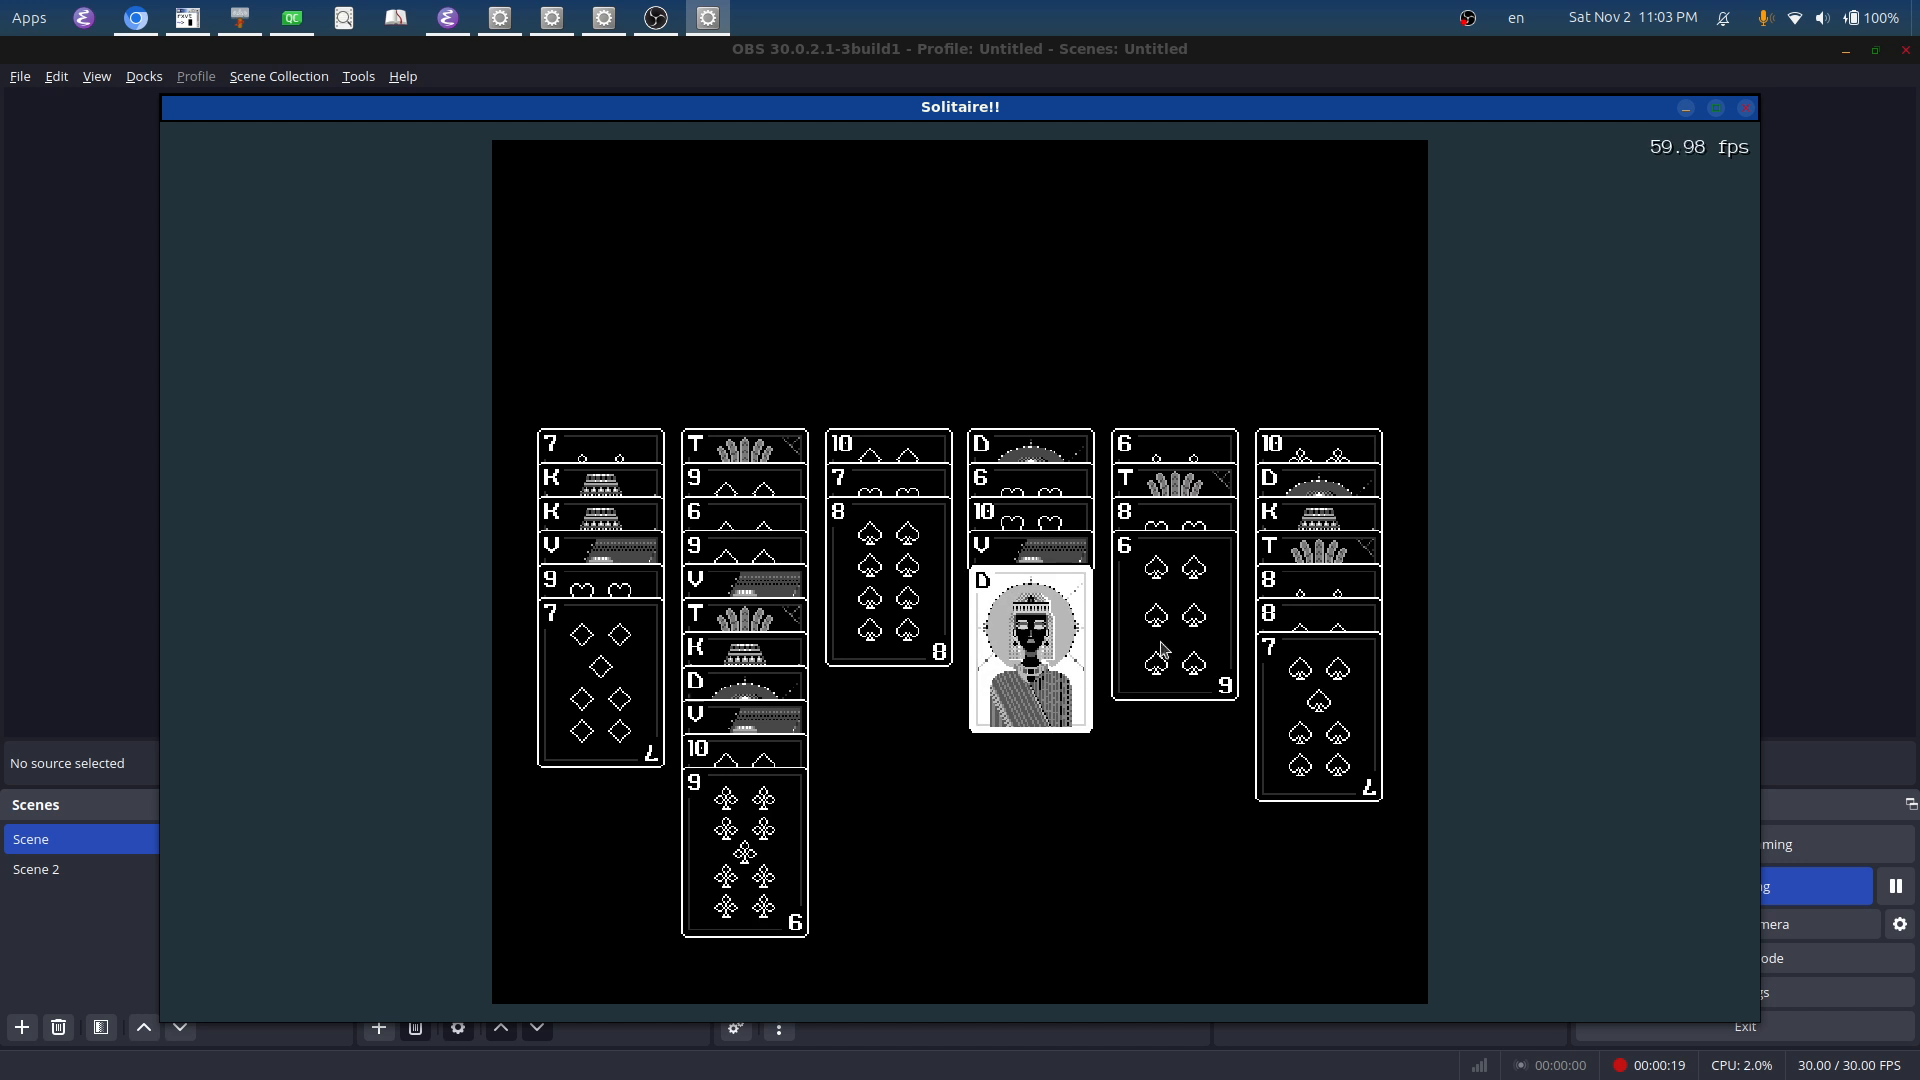 Apps
QC
en
Sat Nov 2 11:03 PM
100%
OBS 30.0.2.1-3build1 - Profile: Untitled - Scenes: Untitled
File Edit View Docks Profile Scene Collection Tools Help
Solitaire!!
59.98 fps
7 T 10 D 6 10
K 9 7 6 T D
K 6 8 10 8 K
V 9 V 6 T
9 V D 8
7 T 8
K 8 7
D 6
V
7
10
9
7
9
No source selected
Scenes
Scene
Scene 2
ming
g
mera
ode
gs
Exit
00:00:00
00:00:19
CPU: 2.0%
30.00 / 30.00 FPS